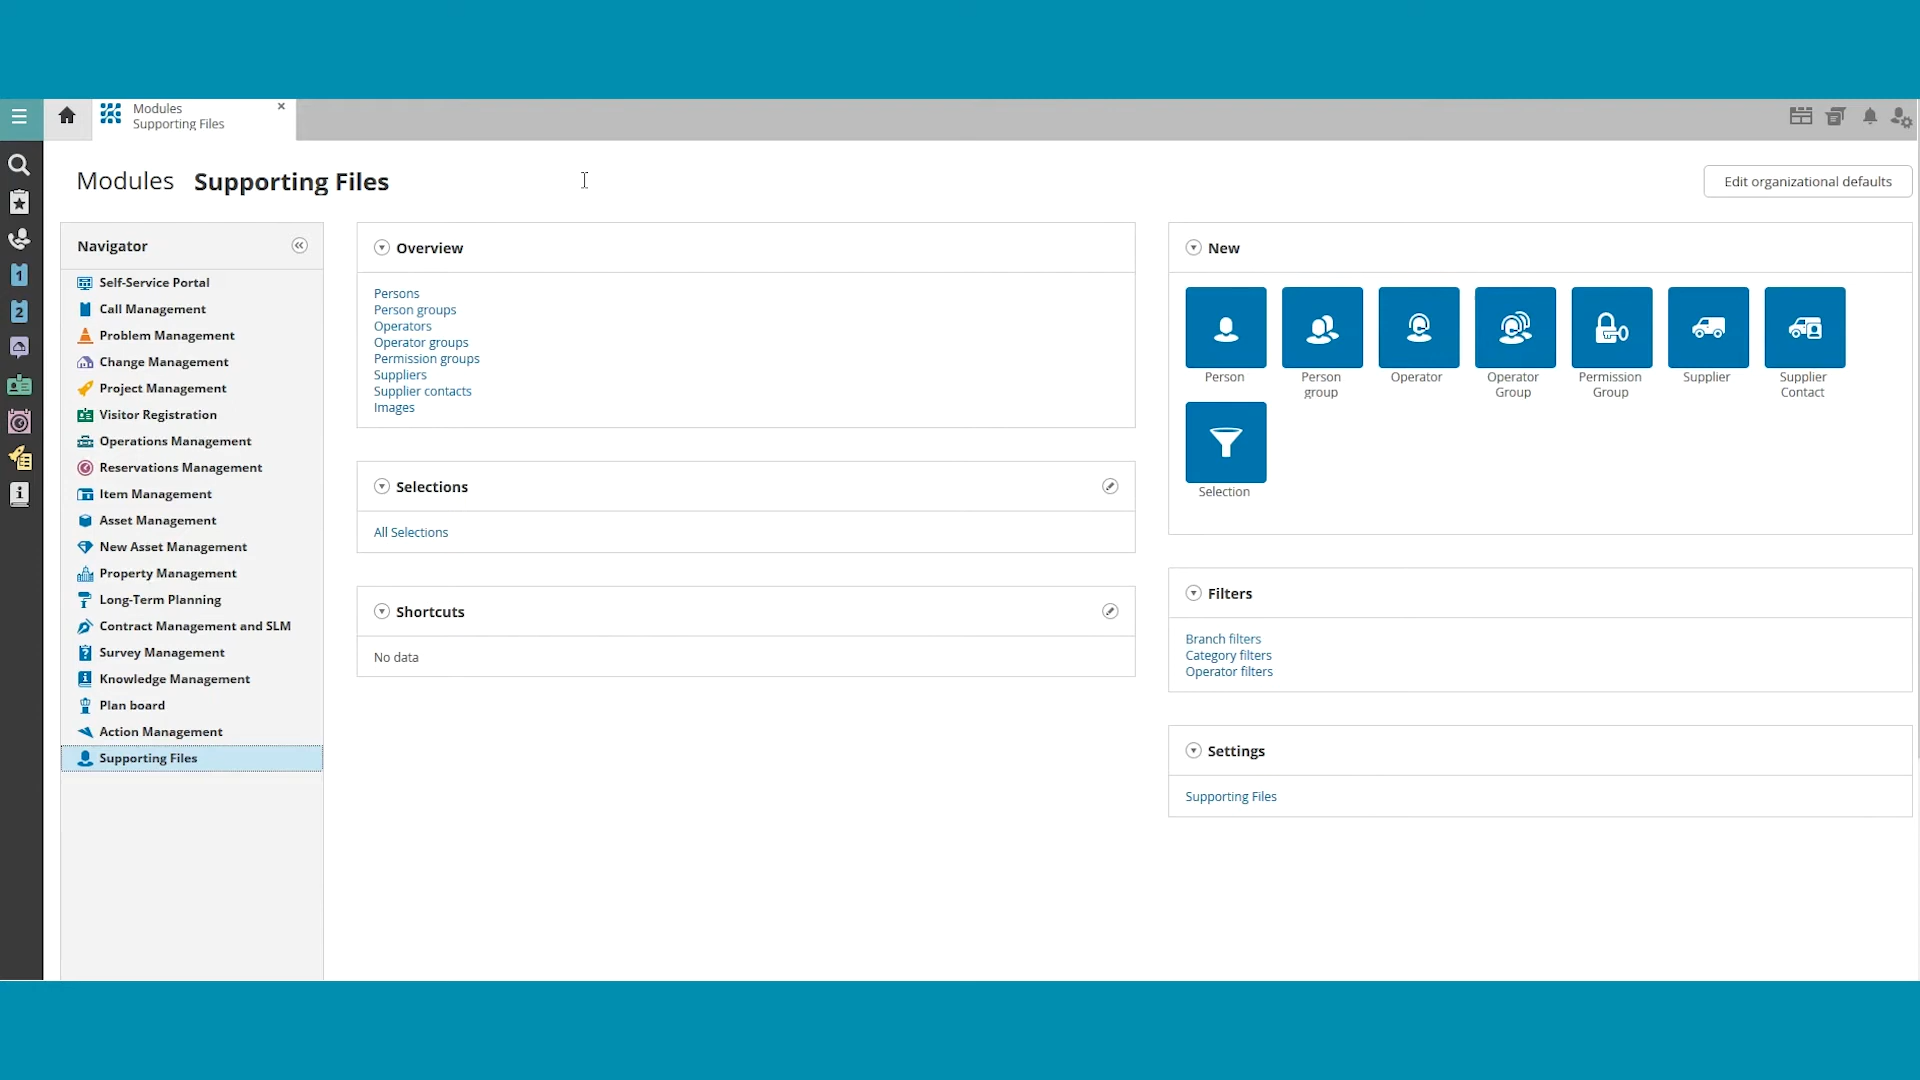 Modules
Supporting Files
Modules Supporting Files
Edit organizational defaults
Navigator
Self-Service Portal
Call Management
Problem Management
Change Management
Project Management
Visitor Registration
Operations Management
Reservations Management
Item Management
Asset Management
New Asset Management
Property Management
Long-Term Planning
Contract Management and SLM
Survey Management
Knowledge Management
Plan board
Action Management
Supporting Files
Overview
Persons
Person groups
Operators
Operator groups
Permission groups
Suppliers
Supplier contacts
Images
Selections
All Selections
Shortcuts
No data
New
Person
Person
group
Operator
Operator
Group
Permission
Group
Supplier
Supplier
Contact
Selection
Filters
Branch filters
Category filters
Operator filters
Settings
Supporting Files
1
2